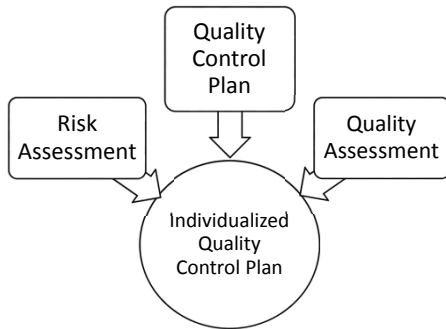 Quality
Control
Plan
Risk
Assessment
Quality
Assessment
Individualized
Quality
Control Plan